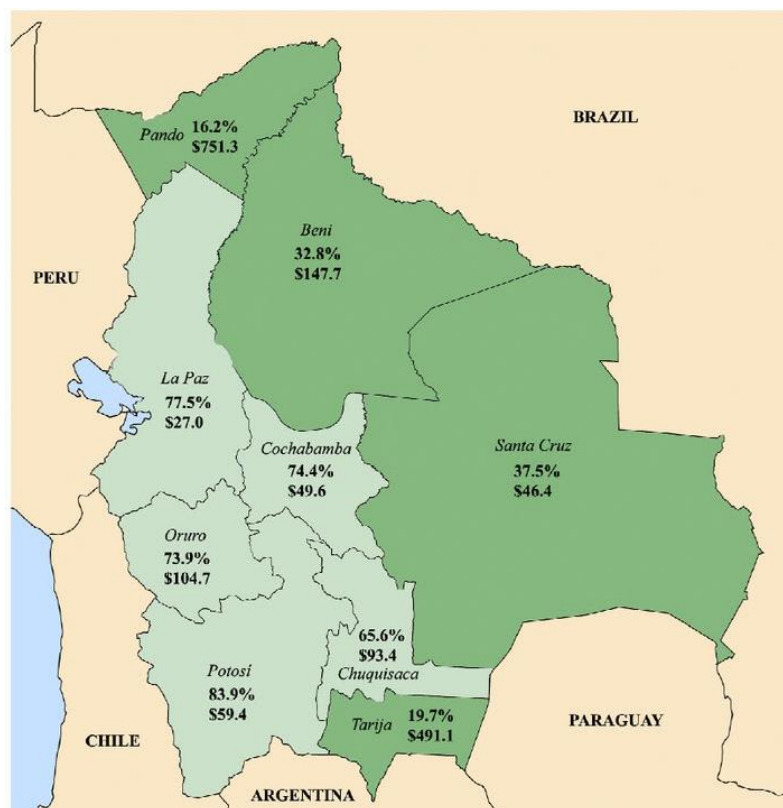 BRAZIL
Pando 16.2%
$751.3
Beni
32.8%
$147.7
PERU
La Paz
77.5%
$27.0
Cochabamba
74.4%
$49.6
Santa Cruz
37.5%
$46.4
Oruro
73.9%
$104.7
65.6%
$93.4
Chuquisaca
Potosí
83.9%
$59.4
Tarija 19.7%
$491.1
PARAGUAY
CHILE
ARGENTINA